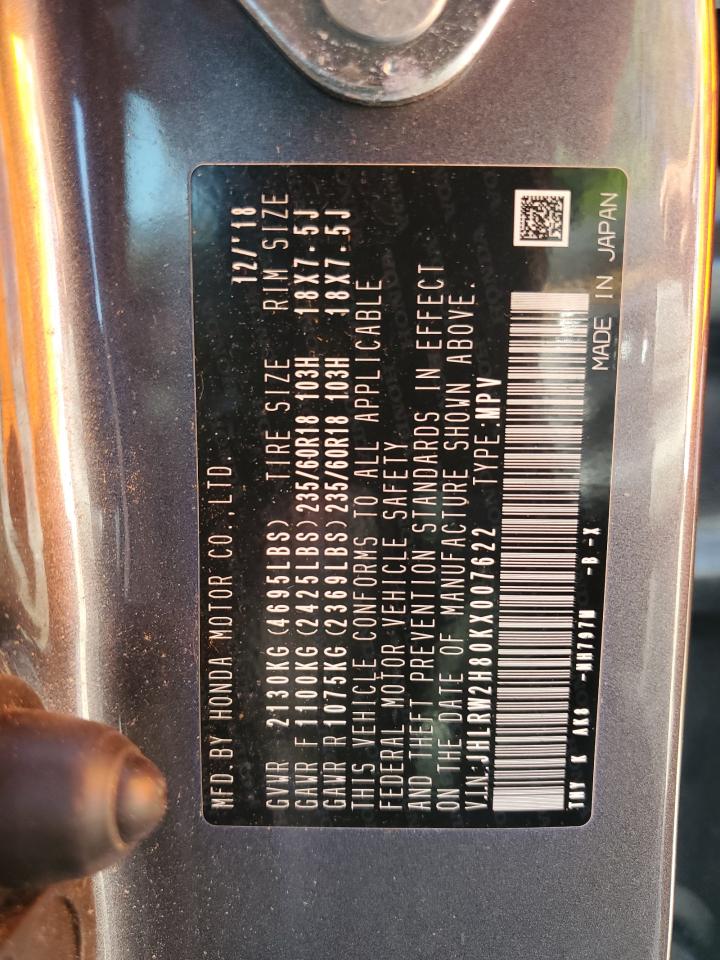 MFD. BY HONDA MOTOR CO., LTD. 12/'18
GVWR 2130KG (4695LBS) TIRE SIZE RIM SIZE
GAWR F 1100KG (2425LBS) 235/60R18 103H 18X7.5J
GAWR R 1075KG (2369LBS) 235/60R18 103H 18X7.5J
THIS VEHICLE CONFORMS TO ALL APPLICABLE
FEDERAL MOTOR VEHICLE SAFETY
AND THEFT PREVENTION STANDARDS IN EFFECT
ON THE DATE OF MANUFACTURE SHOWN ABOVE.
VIN:JHLRW2H80KX007622 TYPE:MPV
-B -X
MADE IN JAPAN